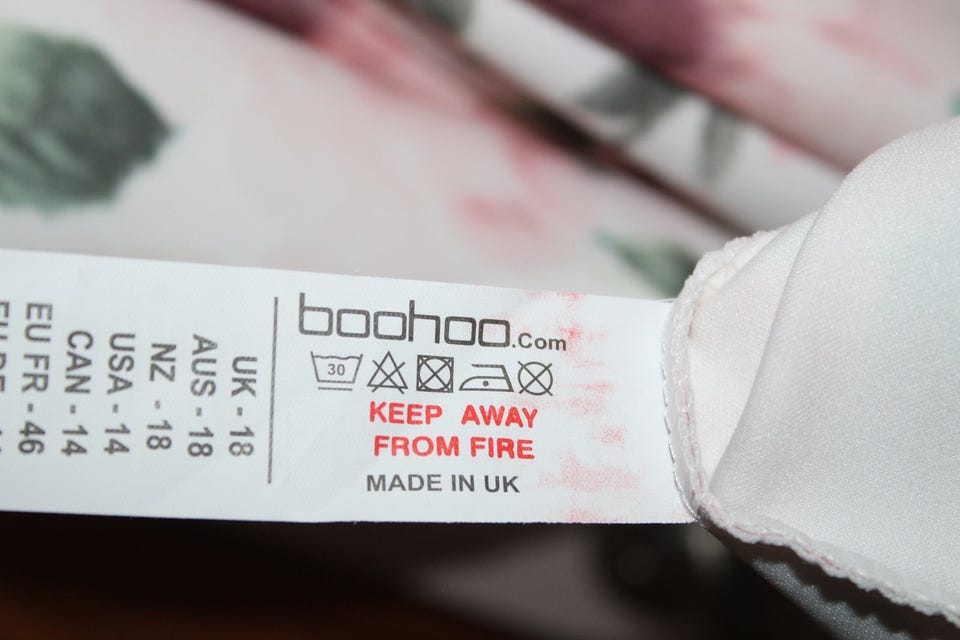 boohoo.Com
30
KEEP AWAY
FROM FIRE
MADE IN UK
UK - 18
AUS - 18
NZ - 18
USA - 14
CAN - 14
EU FR - 46